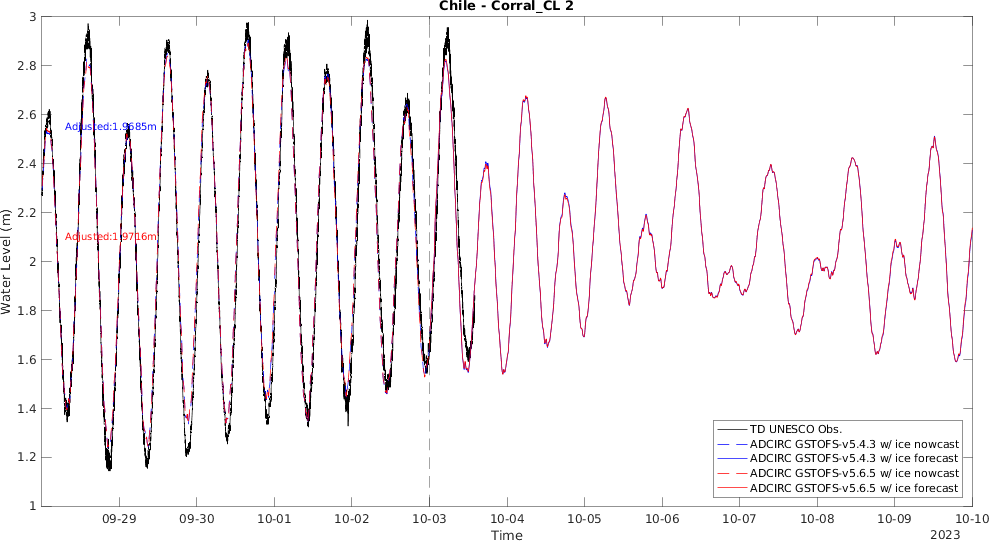 Chile - Corral_CL 2
3
2.8
2.6
2.4
2.2
2
1.8
1.6
1.4
1.2
1
Water Level (m)
Adjusted:1.9685m
Adjusted:1.9716m
TD UNESCO Obs.
ADCIRC GSTOFS-v5.4.3 w/ ice nowcast
ADCIRC GSTOFS-v5.4.3 w/ ice forecast
ADCIRC GSTOFS-v5.6.5 w/ ice nowcast
ADCIRC GSTOFS-v5.6.5 w/ ice forecast
09-29 09-30 10-01 10-02 10-03 10-04 10-05 10-06 10-07 10-08 10-09 10-10
Time
2023